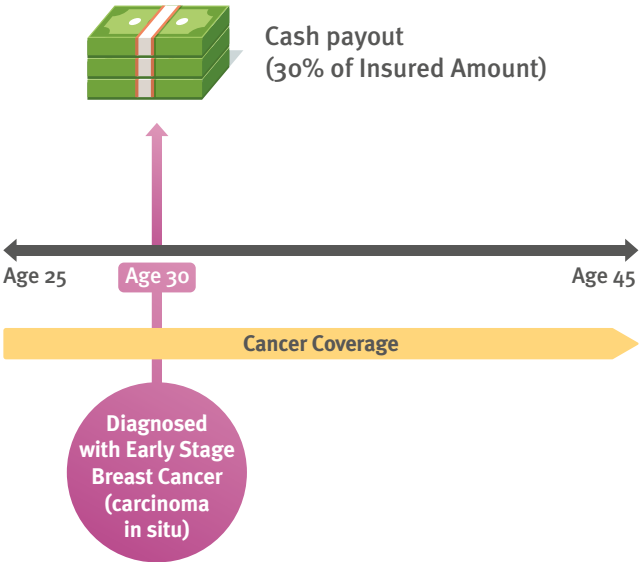 Cash payout
(30% of Insured Amount)
Age 25
Age 30
Age 45
Cancer Coverage
Diagnosed
with Early Stage
Breast Cancer
(carcinoma
in situ)